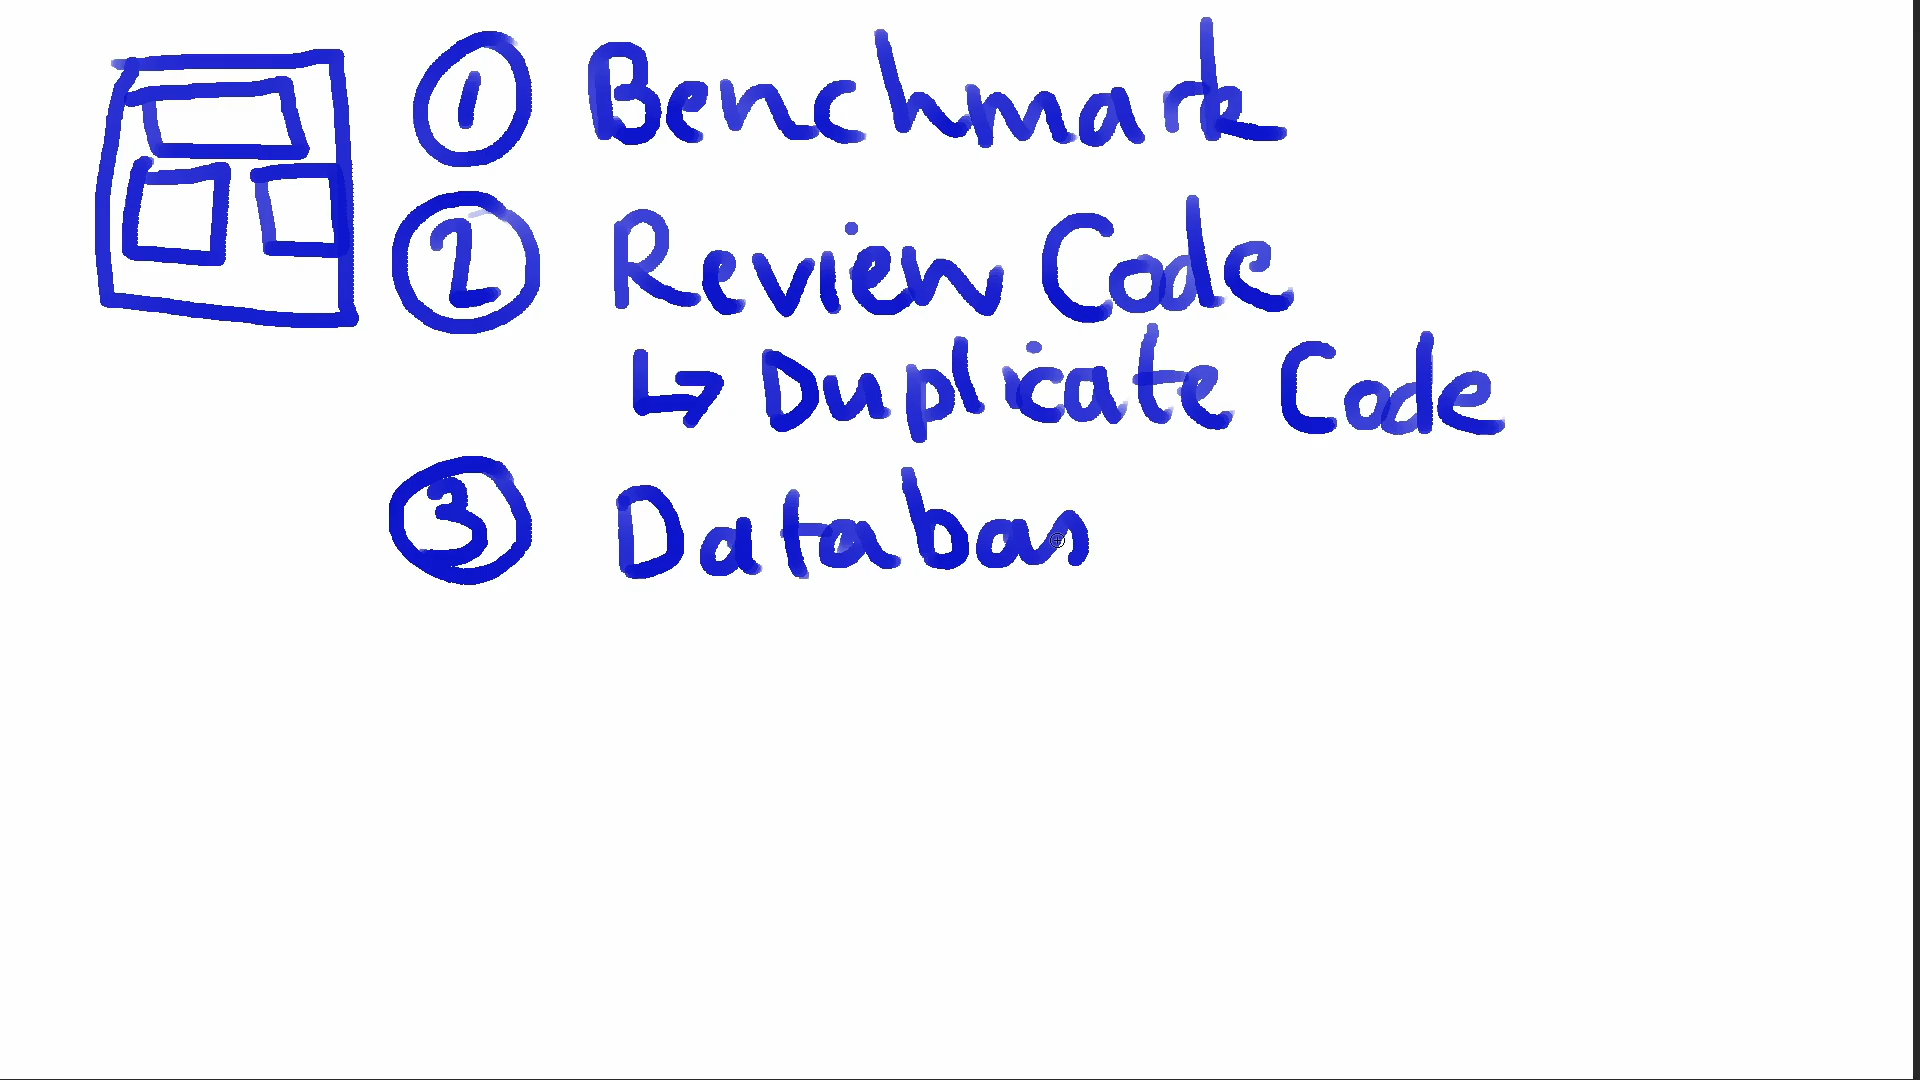 ① Benchmark
② Review Code
↳ Duplicate Code
③ Databas